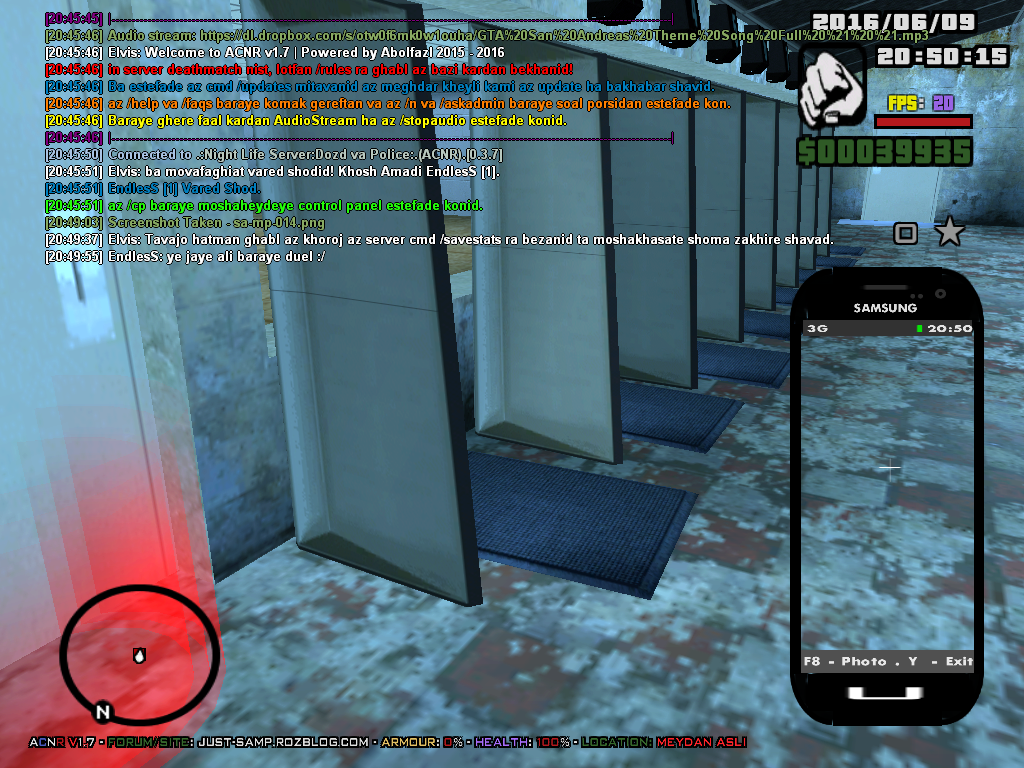 [20:45:45] |
[20:45:46] Audio stream: https://dl.dropbox.com/s/otw0f6mk0w1ouha/GTA%20San%20Andreas%20Theme%20Song%20Full%20%21%20%21.mp3
[20:45:46] Elvis: Welcome to ACNR v1.7 | Powered by Abolfazl 2015 - 2016
[20:45:46] in server deathmatch nist, lotfan /rules ra ghabl az bazi kardan bekhanid!
[20:45:46] Ba estefade az cmd /updates mitavanid az meghdar kheyli kami az update ha bakhabar shavid.
[20:45:46] az /help va /faqs baraye komak gereftan va az /n va /askadmin baraye soal porsidan estefade kon.
[20:45:46] Baraye ghere faal kardan AudioStream ha az /stopaudio estefade konid.
[20:45:46] |
[20:45:50] Connected to .:Night Life Server:Dozd va Police:.(ACNR).[0.3.7]
[20:45:51] Elvis: ba movafaghiat vared shodid! Khosh Amadi EndlesS [1].
[20:45:51] EndlesS [1] Vared Shod.
[20:45:51] az /cp baraye moshaheydeye control panel estefade konid.
[20:49:03] Screenshot Taken - sa-mp-014.png
[20:49:37] Elvis: Tavajo hatman ghabl az khoroj az server cmd /savestats ra bezanid ta moshakhasate shoma zakhire shavad.
[20:49:55] EndlesS: ye jaye ali baraye duel :/
2016/06/09
20:50:15
FPS: 20
$00039935
SAMSUNG
3G 20:50
F8 - Photo . Y - Exit
N
ACNR V1.7 - FORUM/SITE: JUST-SAMP.ROZBLOG.COM - ARMOUR: 0% - HEALTH: 100% - LOCATION: MEYDAN ASLI